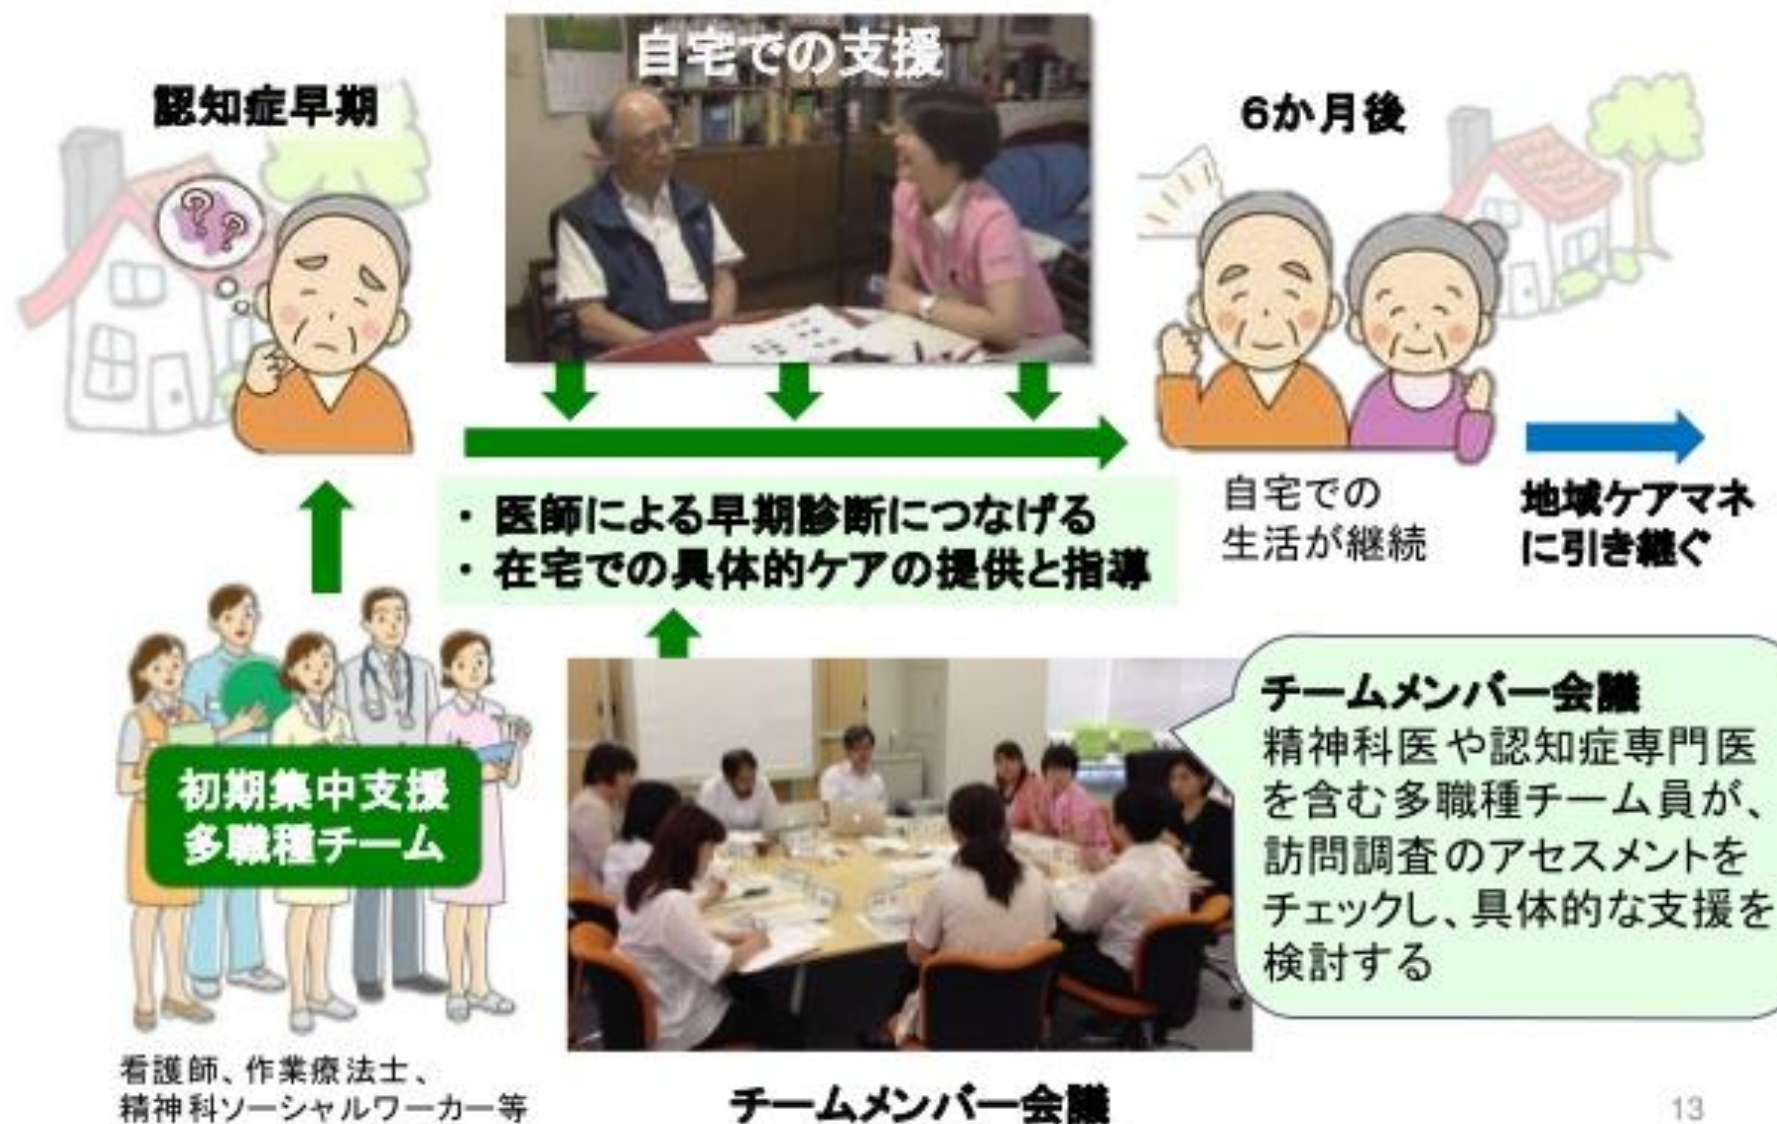 自宅での支援
認知症早期
6か月後
・ 医師による早期診断につなげる
・ 在宅での具体的ケアの提供と指導
自宅での
生活が継続
地域ケアマネ
に引き継ぐ
初期集中支援
多職種チーム
看護師、作業療法士、
精神科ソーシャルワーカー等
チームメンバー会議
精神科医や認知症専門医
を含む多職種チーム員が、
訪問調査のアセスメントを
チェックし、具体的な支援を
検討する
チームメンバー会議
13